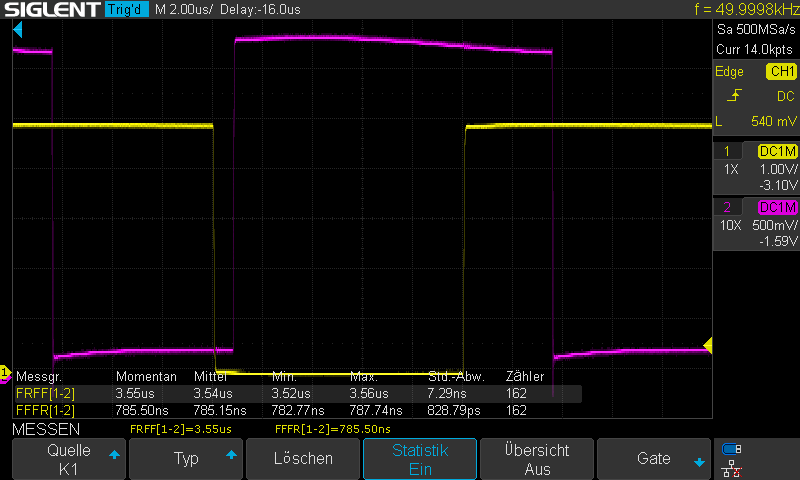 SIGLENT Trig'd M 2.00us/ Delay:-16.0us f = 49.9998kHz
Sa 500MSa/s
Curr 14.0kpts
Edge CH1
DC
L 540 mV
1 DC1M
1X 1.00V/
-3.10V
2 DC1M
10X 500mV/
-1.59V
1
Messgr. Momentan Mittel Min. Max. Std.-Abw. Zähler
FRFF[1-2] 3.55us 3.54us 3.52us 3.56us 7.29ns 162
FFFR[1-2] 785.50ns 785.15ns 782.77ns 787.74ns 828.79ps 162
MESSEN FRFF[1-2]=3.55us FFFR[1-2]=785.50ns
Quelle
K1
Typ
Löschen
Statistik
Ein
Übersicht
Aus
Gate